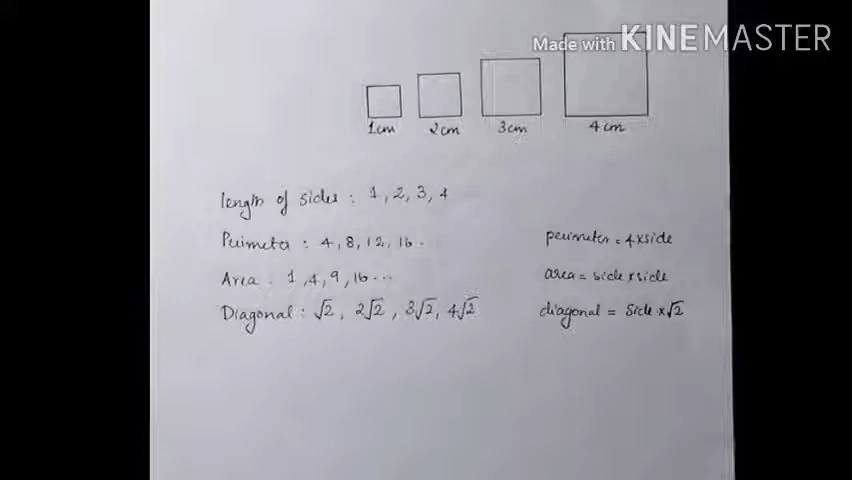 Made with KINEMASTER
1cm 2cm 3cm 4cm
length of sides : 1, 2, 3, 4
Perimeter : 4, 8, 12, 16..
perimeter = 4×side
Area : 1, 4, 9, 16...
area = side×side
Diagonal : √2, 2√2, 3√2, 4√2
diagonal = Side×√2